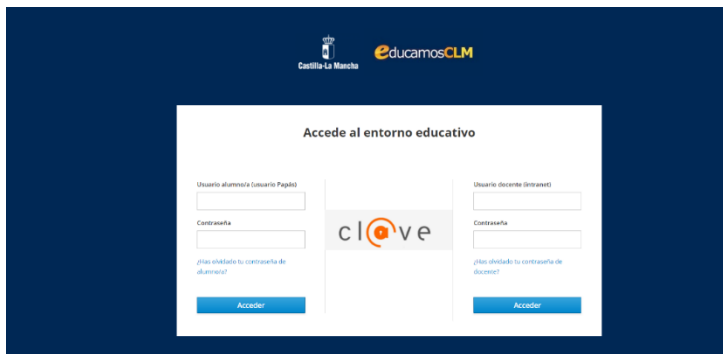 Castilla-La Mancha
educamosCLM
Accede al entorno educativo
Usuario alumno/a (usuario Papás)
Contraseña
¿Has olvidado tu contraseña de
alumno/a?
Acceder
cl@ve
Usuario docente (intranet)
Contraseña
¿Has olvidado tu contraseña de
docente?
Acceder